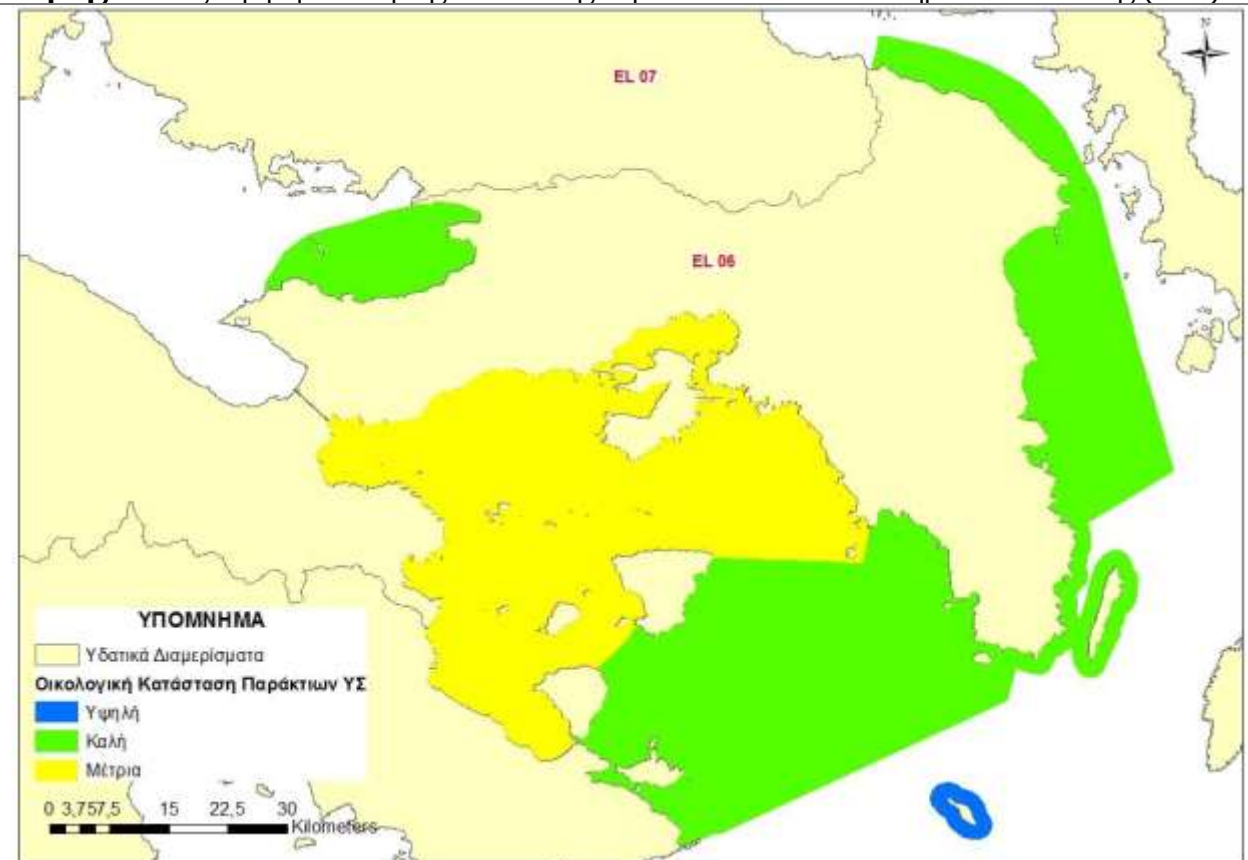 N
EL 07
EL 06
ΥΠΟΜΝΗΜΑ
Υδατικά Διαμερίσματα
Οικολογική Κατάσταση Παράκτιων ΥΣ
Υψηλή
Καλή
Μέτρια
0 3,757,5 15 22,5 30
Kilometers